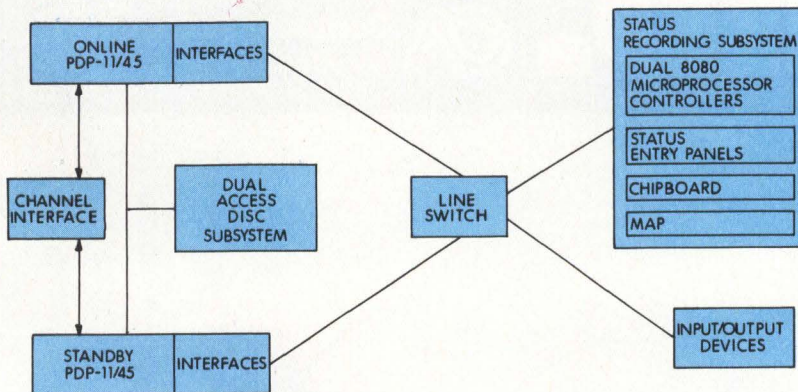 ONLINE
PDP-11/45
INTERFACES
STATUS
RECORDING SUBSYSTEM
DUAL 8080
MICROPROCESSOR
CONTROLLERS
STATUS
ENTRY PANELS
CHIPBOARD
MAP
CHANNEL
INTERFACE
DUAL
ACCESS
DISC
SUBSYSTEM
LINE
SWITCH
STANDBY
PDP-11/45
INTERFACES
INPUT/OUTPUT
DEVICES